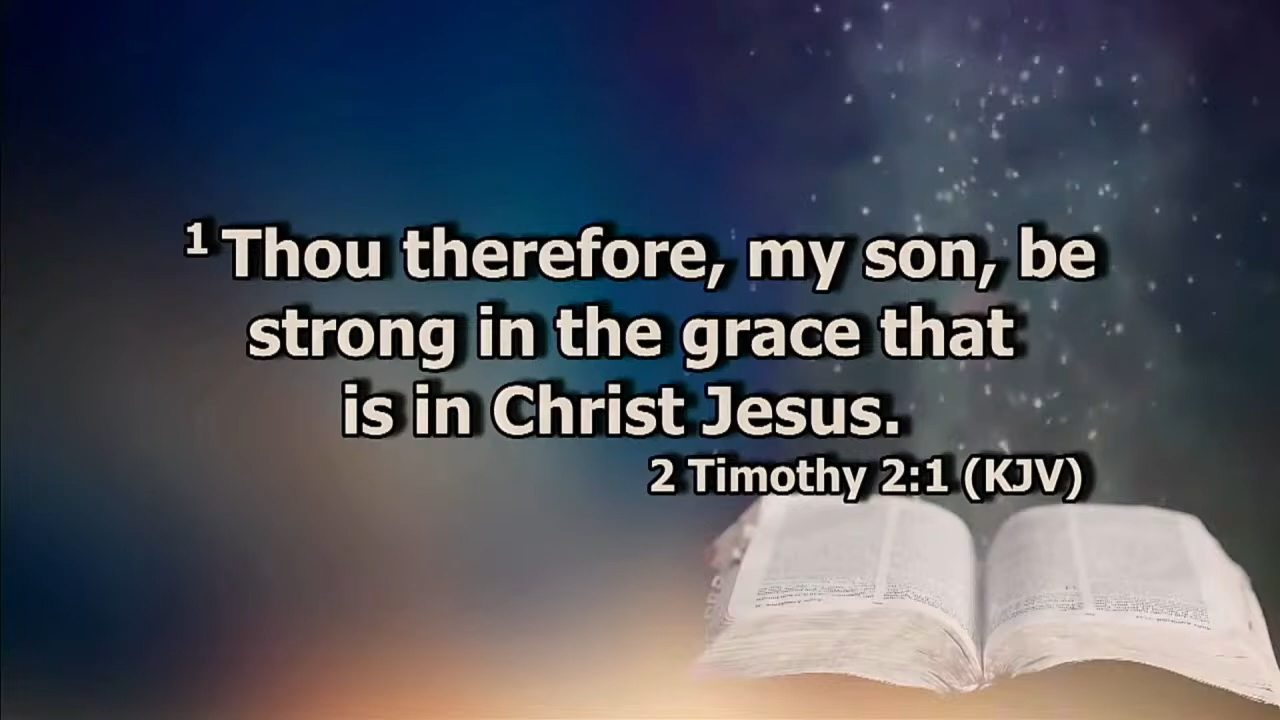 1 Thou therefore, my son, be
strong in the grace that
is in Christ Jesus.
2 Timothy 2:1 (KJV)